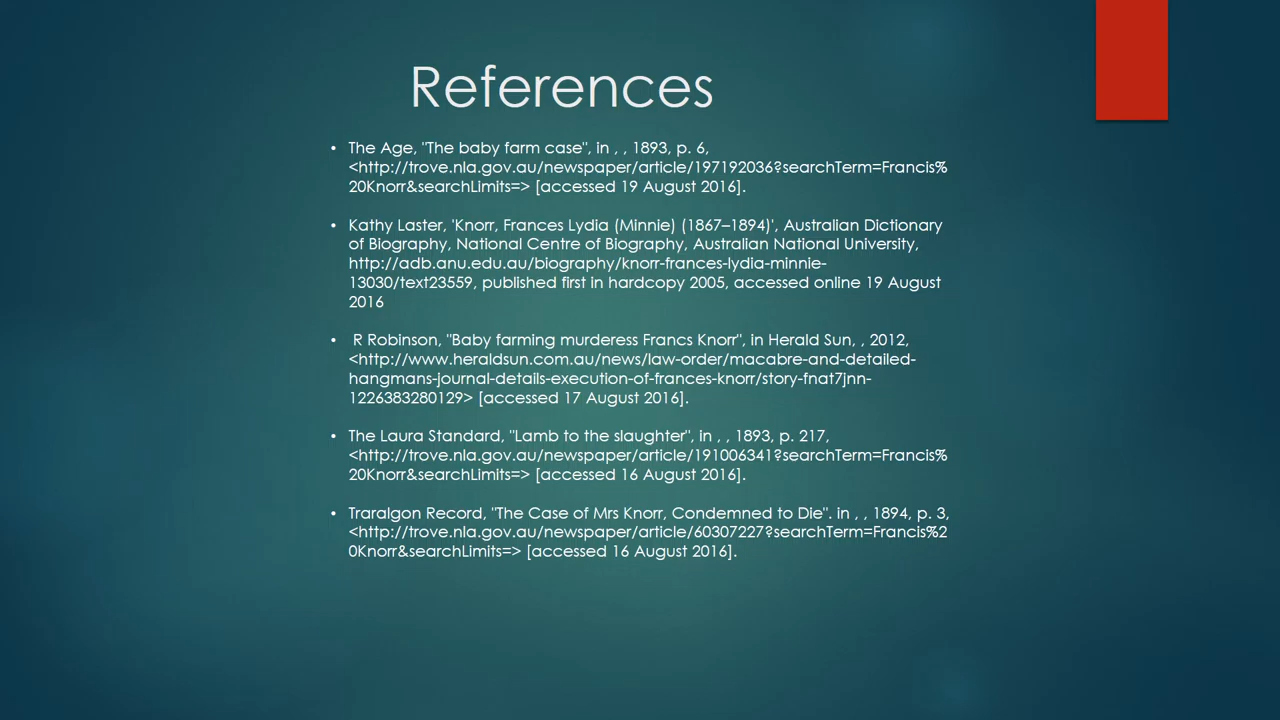 References
• The Age, "The baby farm case", in , , 1893, p. 6,
<http://trove.nla.gov.au/newspaper/article/197192036?searchTerm=Francis%
20Knorr&searchLimits=> [accessed 19 August 2016].
• Kathy Laster, 'Knorr, Frances Lydia (Minnie) (1867–1894)', Australian Dictionary
of Biography, National Centre of Biography, Australian National University,
http://adb.anu.edu.au/biography/knorr-frances-lydia-minnie-
13030/text23559, published first in hardcopy 2005, accessed online 19 August
2016
• R Robinson, "Baby farming murderess Francs Knorr", in Herald Sun, , 2012,
<http://www.heraldsun.com.au/news/law-order/macabre-and-detailed-
hangmans-journal-details-execution-of-frances-knorr/story-fnat7jnn-
1226383280129> [accessed 17 August 2016].
• The Laura Standard, "Lamb to the slaughter", in , , 1893, p. 217,
<http://trove.nla.gov.au/newspaper/article/191006341?searchTerm=Francis%
20Knorr&searchLimits=> [accessed 16 August 2016].
• Traralgon Record, "The Case of Mrs Knorr, Condemned to Die". in , , 1894, p. 3,
<http://trove.nla.gov.au/newspaper/article/60307227?searchTerm=Francis%2
0Knorr&searchLimits=> [accessed 16 August 2016].